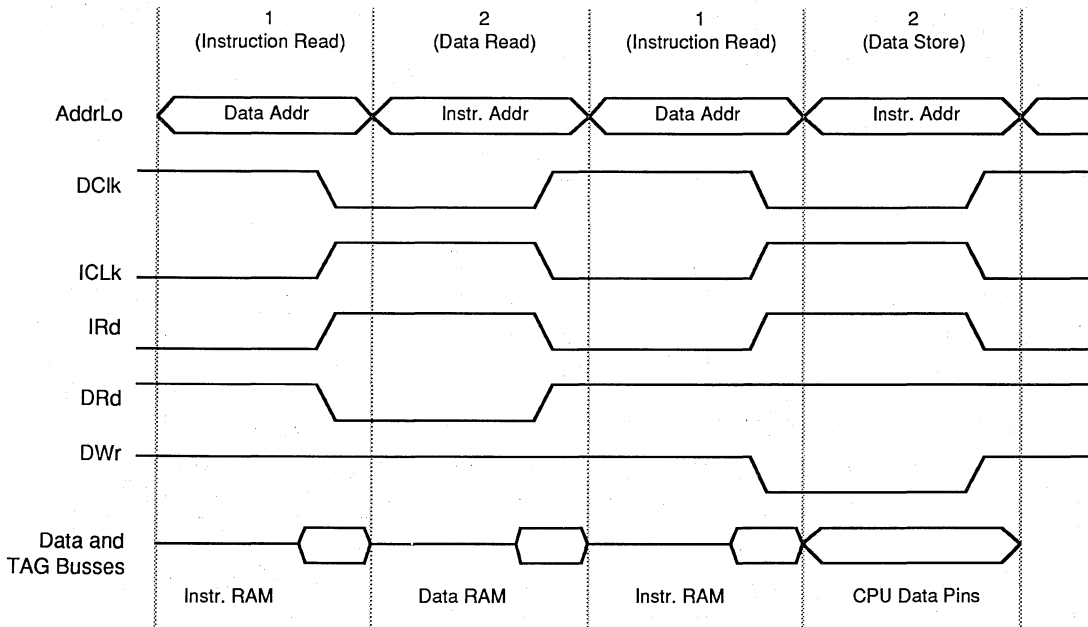 1 2 1 2
(Instruction Read) (Data Read) (Instruction Read) (Data Store)
AddrLo Data Addr Instr. Addr Data Addr Instr. Addr
DClk
ICLk
IRd
DRd
DWr
Data and
TAG Busses
Instr. RAM Data RAM Instr. RAM CPU Data Pins